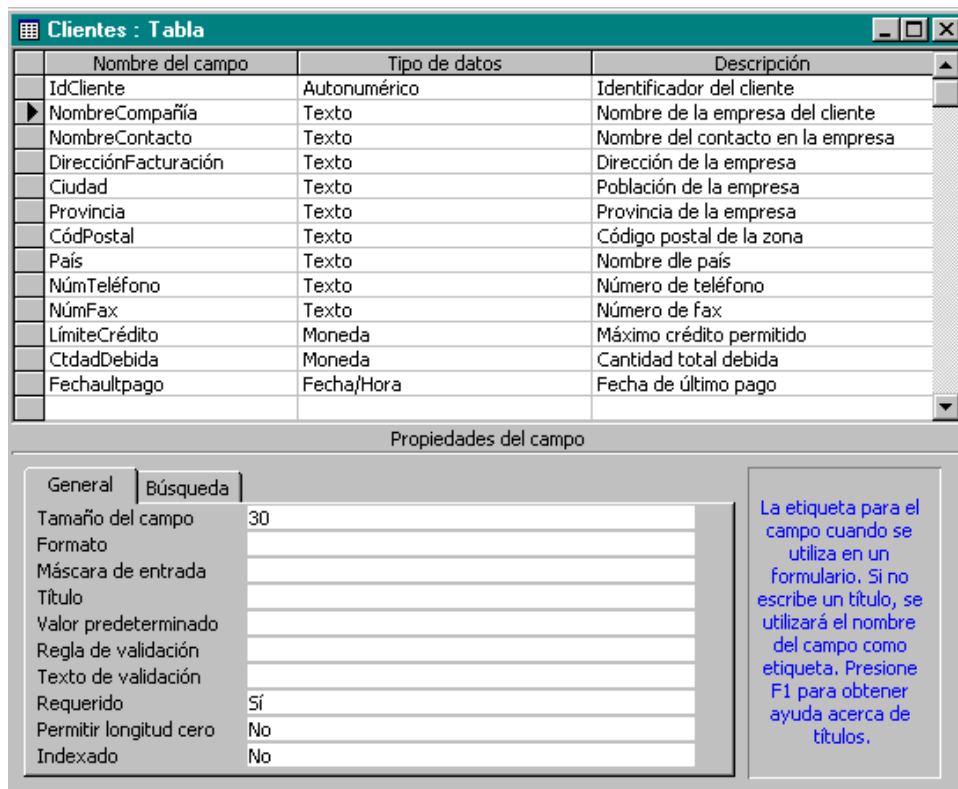 Clientes : Tabla
Nombre del campo Tipo de datos Descripción
IdCliente Autonumérico Identificador del cliente
NombreCompañía Texto Nombre de la empresa del cliente
NombreContacto Texto Nombre del contacto en la empresa
DirecciónFacturación Texto Dirección de la empresa
Ciudad Texto Población de la empresa
Provincia Texto Provincia de la empresa
CódPostal Texto Código postal de la zona
País Texto Nombre dle país
NúmTeléfono Texto Número de teléfono
NúmFax Texto Número de fax
LímiteCrédito Moneda Máximo crédito permitido
CtdadDebida Moneda Cantidad total debida
Fechaultpago Fecha/Hora Fecha de último pago
Propiedades del campo
General Búsqueda
Tamaño del campo 30
Formato
Máscara de entrada
Título
Valor predeterminado
Regla de validación
Texto de validación
Requerido Sí
Permitir longitud cero No
Indexado No
La etiqueta para el
campo cuando se
utiliza en un
formulario. Si no
escribe un título, se
utilizará el nombre
del campo como
etiqueta. Presione
F1 para obtener
ayuda acerca de
títulos.